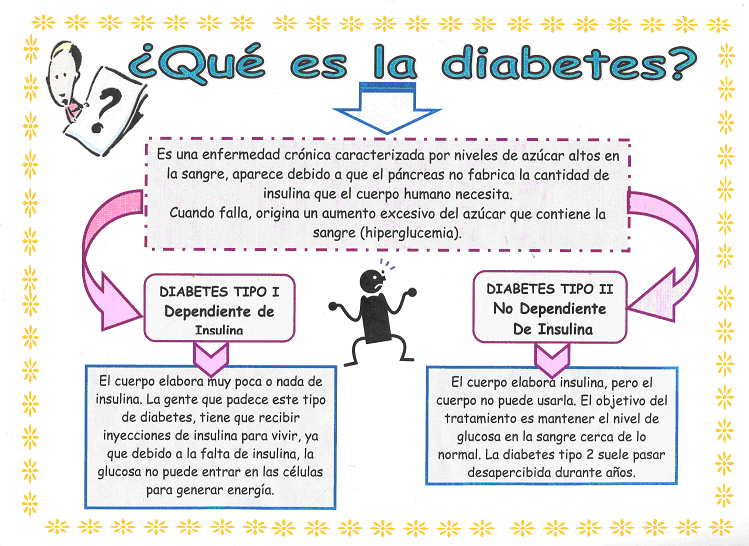 ¿Qué es la diabetes?
?
Es una enfermedad crónica caracterizada por niveles de azúcar altos en
la sangre, aparece debido a que el páncreas no fabrica la cantidad de
insulina que el cuerpo humano necesita.
Cuando falla, origina un aumento excesivo del azúcar que contiene la
sangre (hiperglucemia).
DIABETES TIPO I
Dependiente de
Insulina
El cuerpo elabora muy poca o nada de
insulina. La gente que padece este tipo
de diabetes, tiene que recibir
inyecciones de insulina para vivir, ya
que debido a la falta de insulina, la
glucosa no puede entrar en las células
para generar energía.
DIABETES TIPO II
No Dependiente
De Insulina
El cuerpo elabora insulina, pero el
cuerpo no puede usarla. El objetivo del
tratamiento es mantener el nivel de
glucosa en la sangre cerca de lo
normal. La diabetes tipo 2 suele pasar
desapercibida durante años.